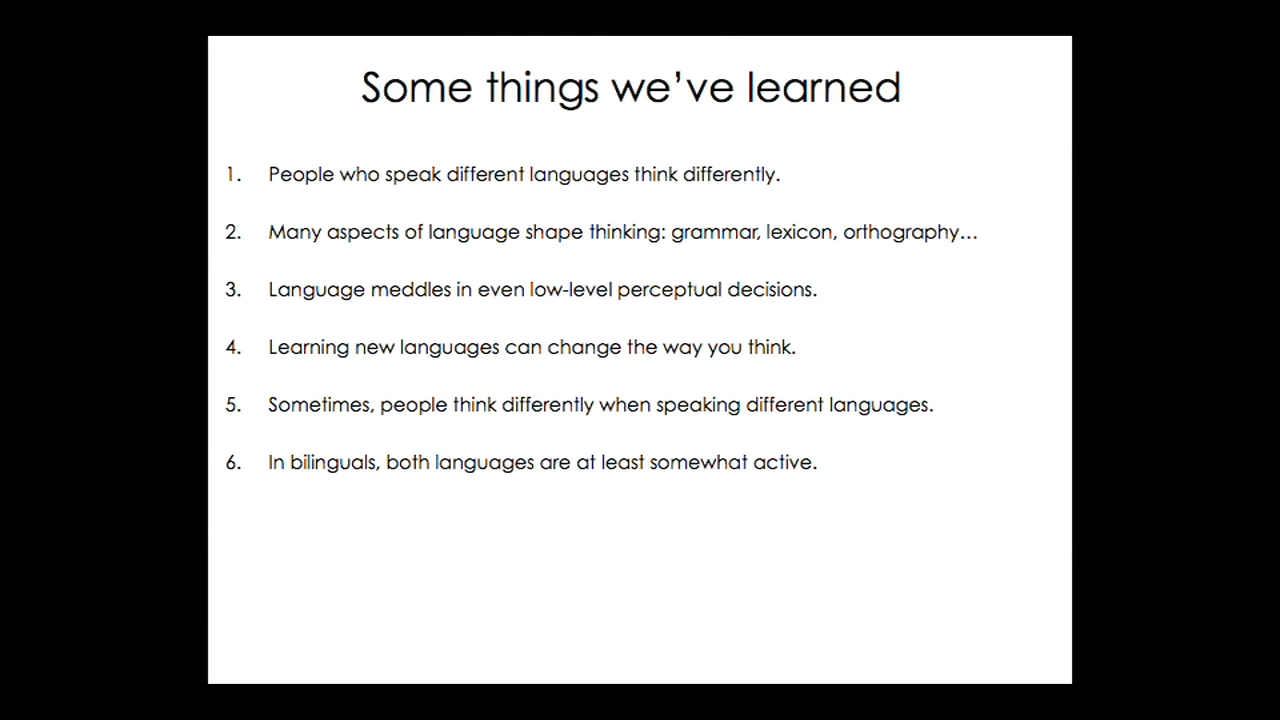 Some things we've learned
1. People who speak different languages think differently.
2. Many aspects of language shape thinking: grammar, lexicon, orthography...
3. Language meddles in even low-level perceptual decisions.
4. Learning new languages can change the way you think.
5. Sometimes, people think differently when speaking different languages.
6. In bilinguals, both languages are at least somewhat active.